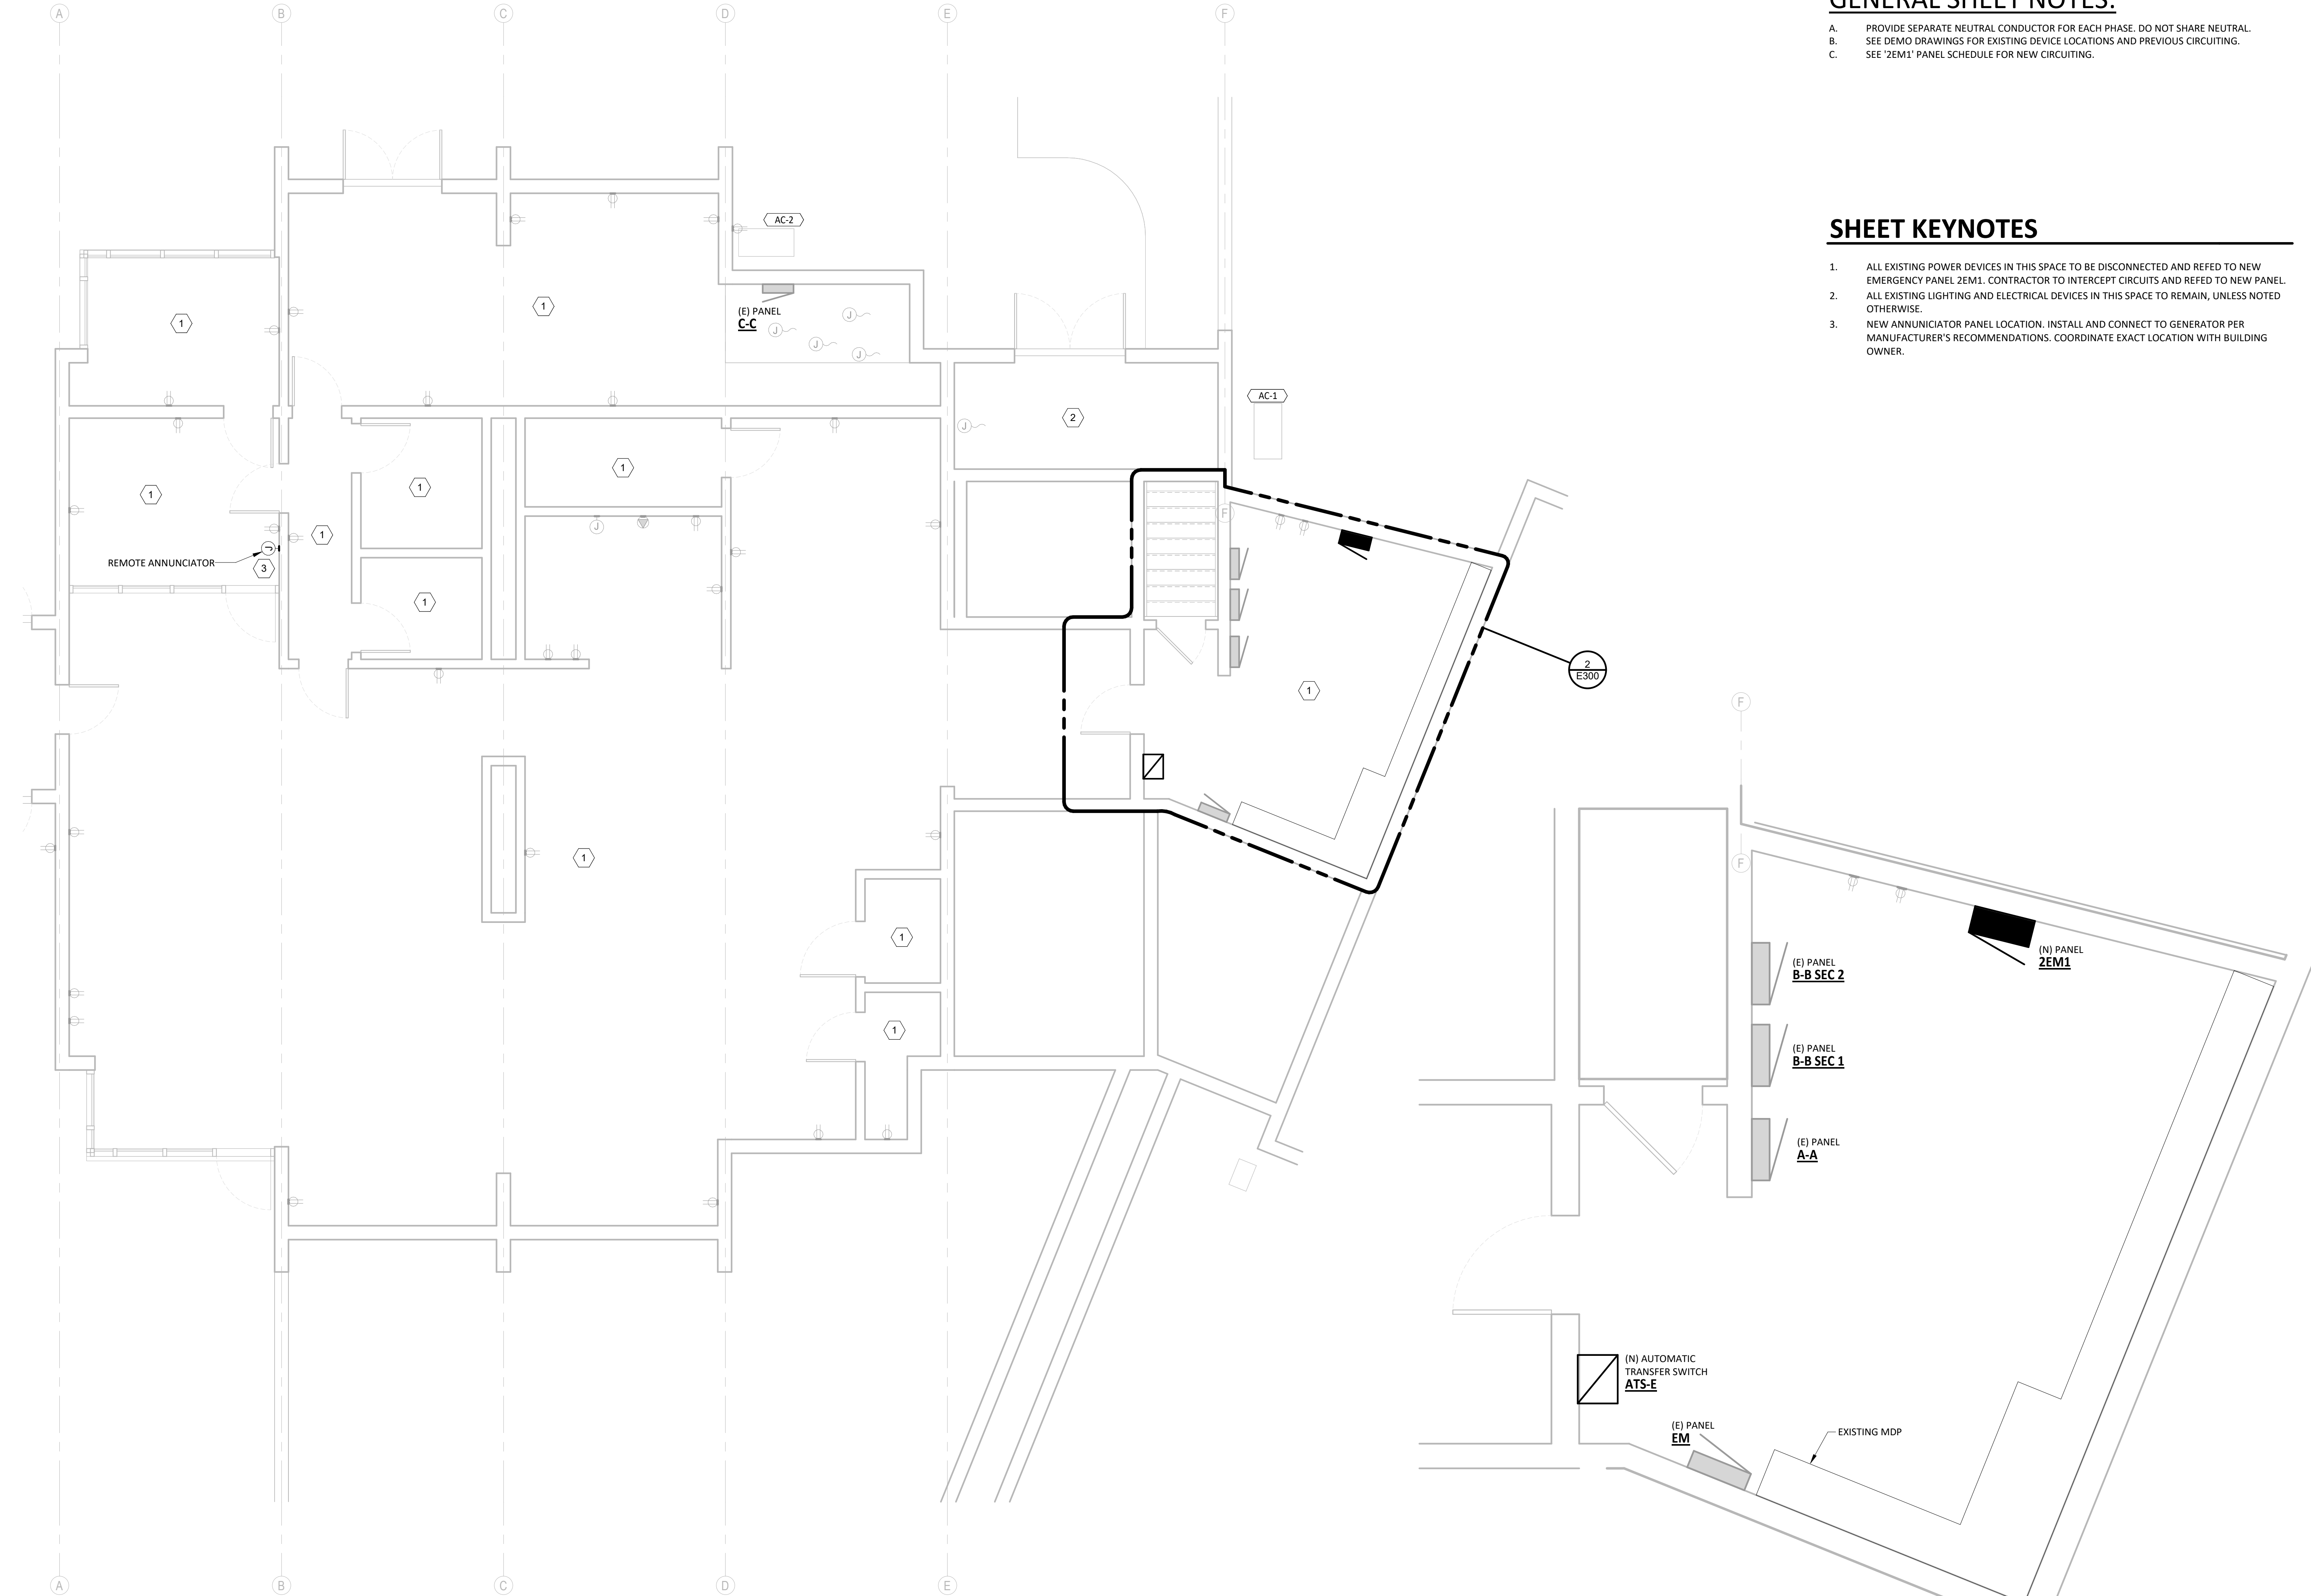 A
B
C
D
E
F
GENERAL SHEET NOTES:
A. PROVIDE SEPARATE NEUTRAL CONDUCTOR FOR EACH PHASE. DO NOT SHARE NEUTRAL.
B. SEE DEMO DRAWINGS FOR EXISTING DEVICE LOCATIONS AND PREVIOUS CIRCUITING.
C. SEE '2EM1' PANEL SCHEDULE FOR NEW CIRCUITING.
SHEET KEYNOTES
1. ALL EXISTING POWER DEVICES IN THIS SPACE TO BE DISCONNECTED AND REFED TO NEW
EMERGENCY PANEL 2EM1. CONTRACTOR TO INTERCEPT CIRCUITS AND REFED TO NEW PANEL.
2. ALL EXISTING LIGHTING AND ELECTRICAL DEVICES IN THIS SPACE TO REMAIN, UNLESS NOTED
OTHERWISE.
3. NEW ANNUNICIATOR PANEL LOCATION. INSTALL AND CONNECT TO GENERATOR PER
MANUFACTURER'S RECOMMENDATIONS. COORDINATE EXACT LOCATION WITH BUILDING
OWNER.
AC-2
1
1
(E) PANEL
C-C
J
J
J
J
AC-1
2
J
1
1
1
1
J
F
J
REMOTE ANNUNCIATOR
3
1
2
E300
1
F
1
F
1
1
(N) PANEL
2EM1
(E) PANEL
B-B SEC 2
(E) PANEL
B-B SEC 1
(E) PANEL
A-A
(N) AUTOMATIC
TRANSFER SWITCH
ATS-E
(E) PANEL
EM
EXISTING MDP
A
B
C
D
E